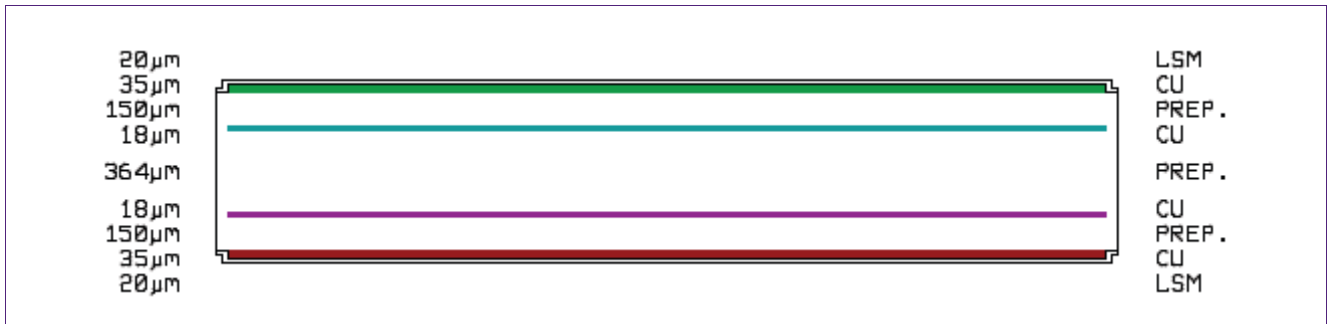 20µm LSM
35µm CU
150µm PREP.
18µm CU
364µm PREP.
18µm CU
150µm PREP.
35µm CU
20µm LSM